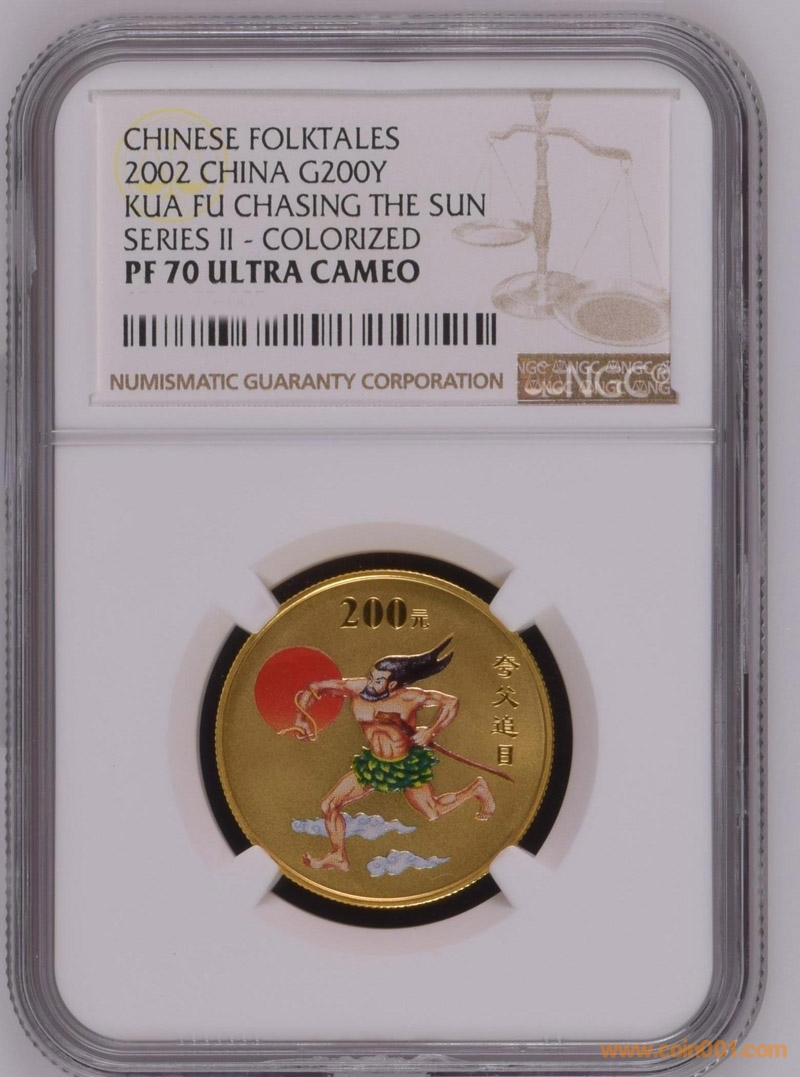 CHINESE FOLKTALES
2002 CHINA G200Y
KUA FU CHASING THE SUN
SERIES II - COLORIZED
PF 70 ULTRA CAMEO
NUMISMATIC GUARANTY CORPORATION
NGC
200元
夸父追日
www.coin001.com